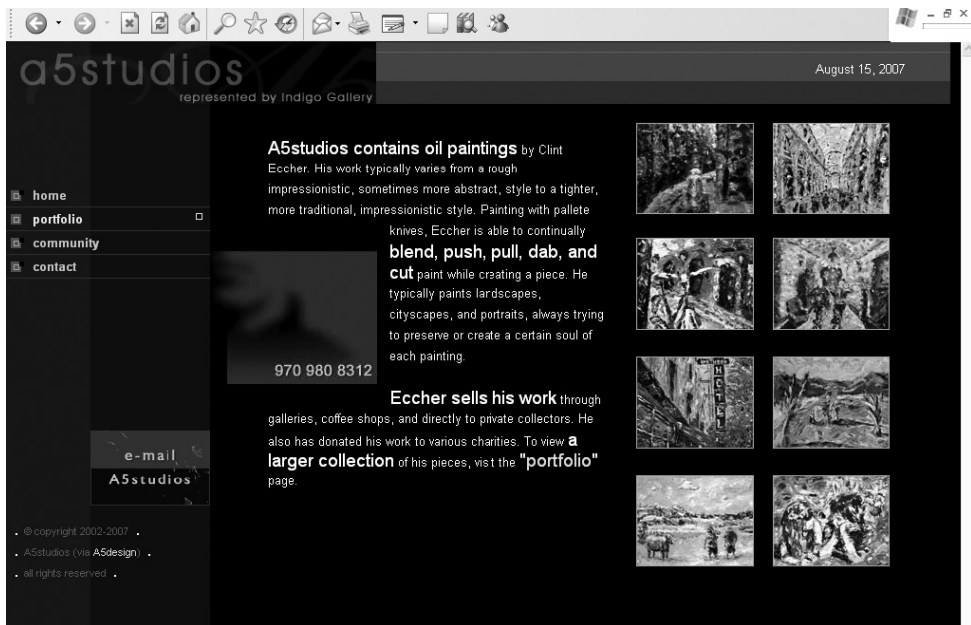 a5studios
represented by Indigo Gallery
August 15, 2007
home
portfolio
community
contact
A5studios contains oil paintings by Clint
Eccher. His work typically varies from a rough
impressionistic, sometimes more abstract, style to a tighter,
more traditional, impressionistic style. Painting with pallete
knives, Eccher is able to continually
blend, push, pull, dab, and
cut paint while creating a piece. He
typically paints landscapes,
cityscapes, and portraits, always trying
to preserve or create a certain soul of
each painting.
970 980 8312
Eccher sells his work through
galleries, coffee shops, and directly to private collectors. He
also has donated his work to various charities. To view a
larger collection of his pieces, visit the "portfolio"
page.
e-mail
A5studios
. © copyright 2002-2007 .
. A5studios (via A5design) .
. all rights reserved .
HOTEL